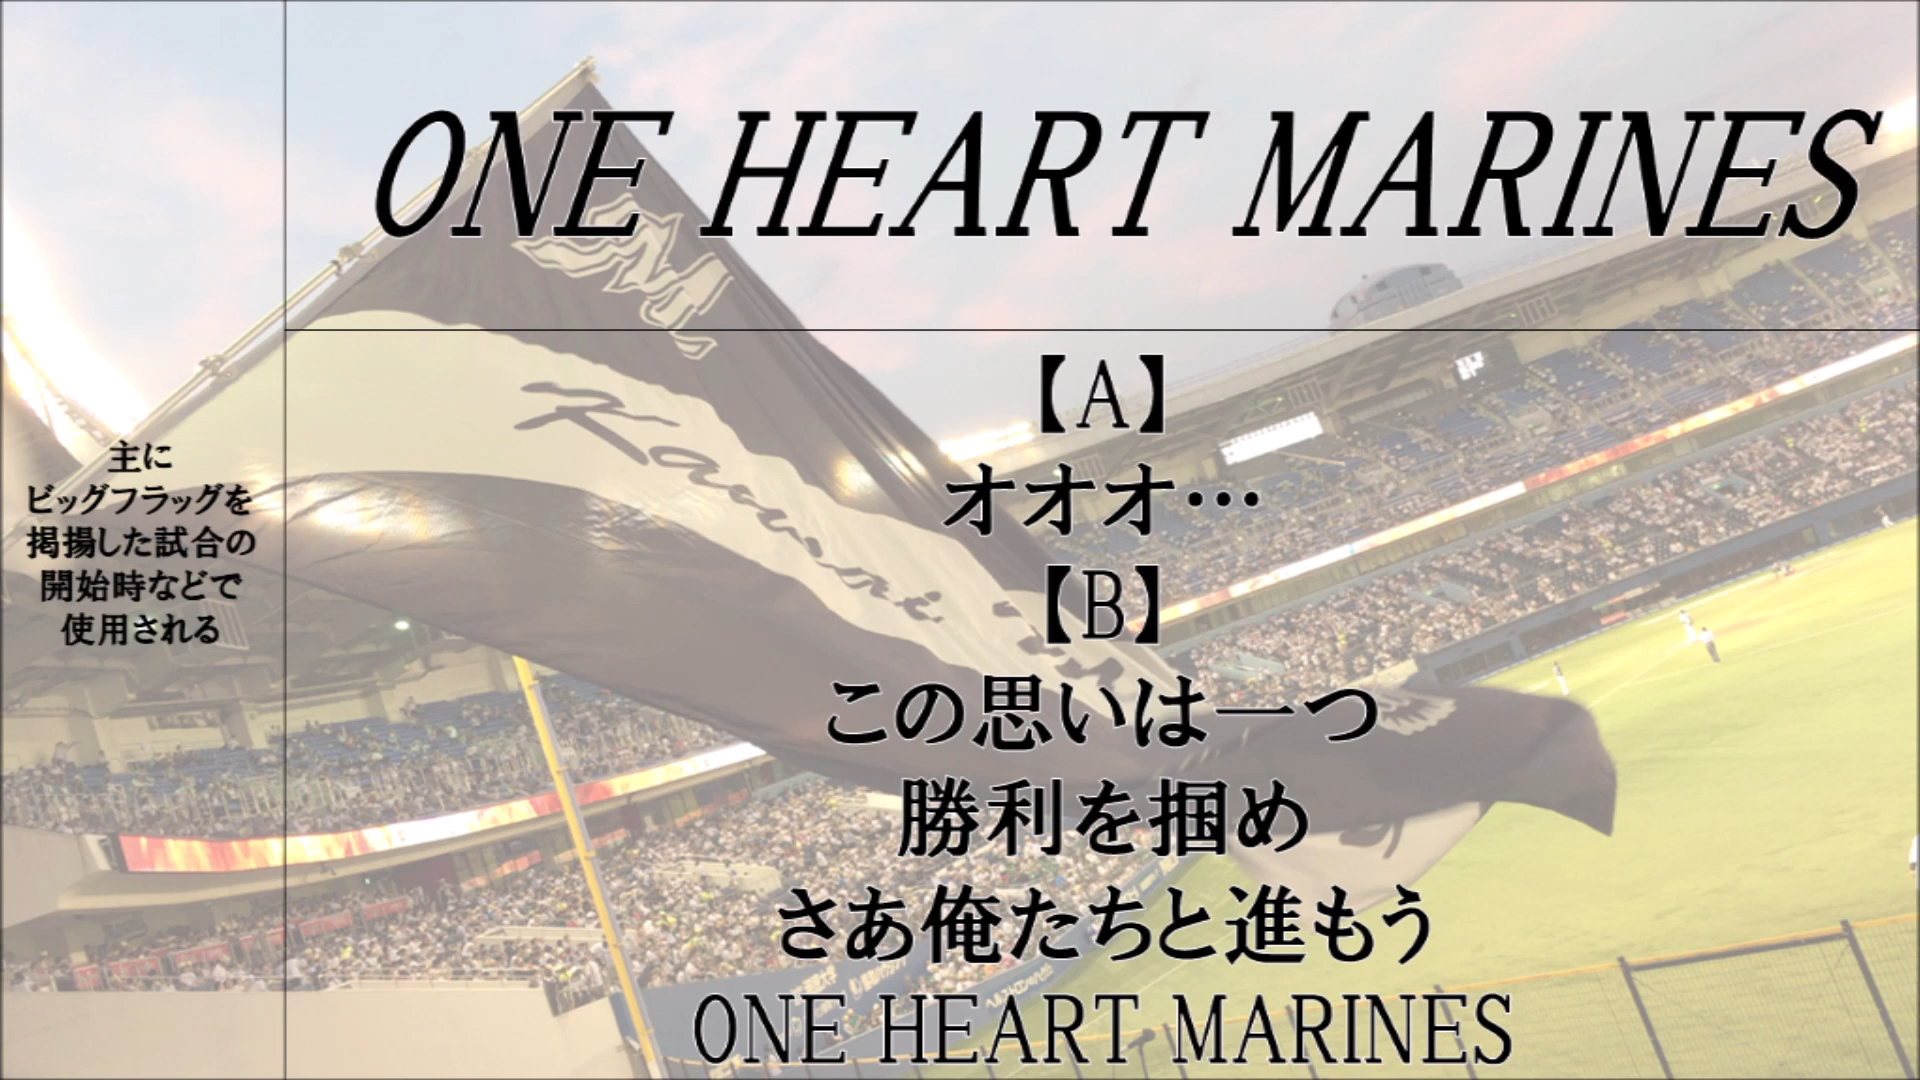 ONE HEART MARINES
主に
ビッグフラッグを
掲揚した試合の
開始時などで
使用される
【A】
オオオ…
【B】
この思いは一つ
勝利を掴め
さあ俺たちと進もう
ONE HEART MARINES
M